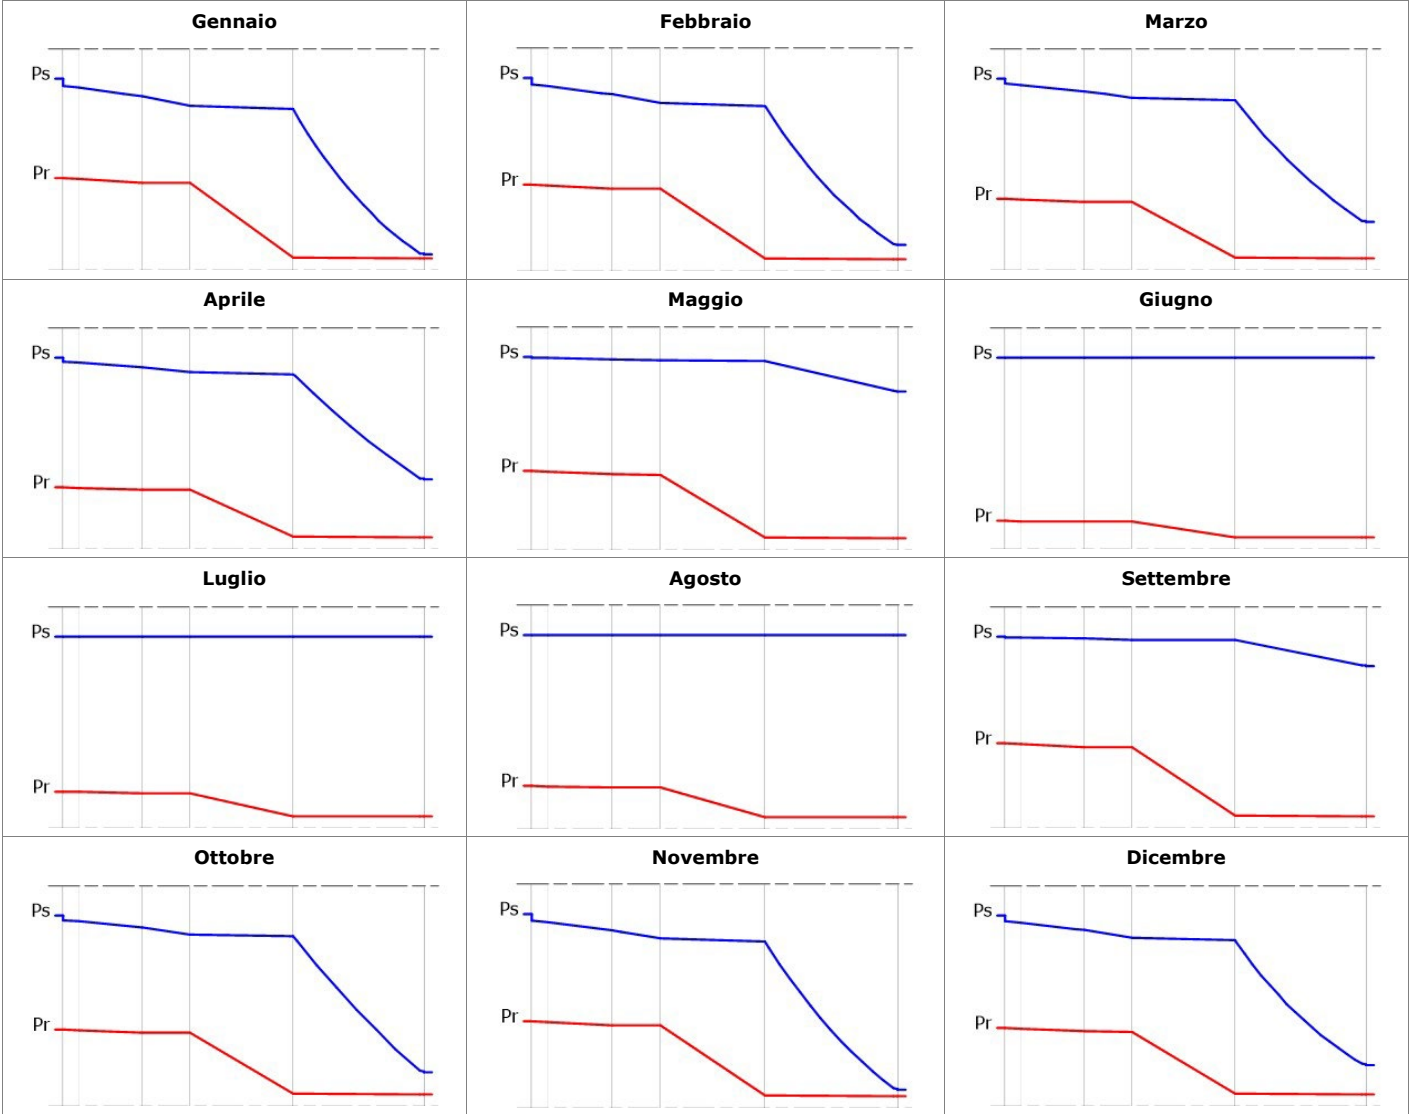 Gennaio
Febbraio
Marzo
Ps
Pr
Ps
Pr
Ps
Pr
Aprile
Maggio
Giugno
Ps
Pr
Ps
Pr
Ps
Pr
Luglio
Agosto
Settembre
Ps
Pr
Ps
Pr
Ps
Pr
Ottobre
Novembre
Dicembre
Ps
Pr
Ps
Pr
Ps
Pr